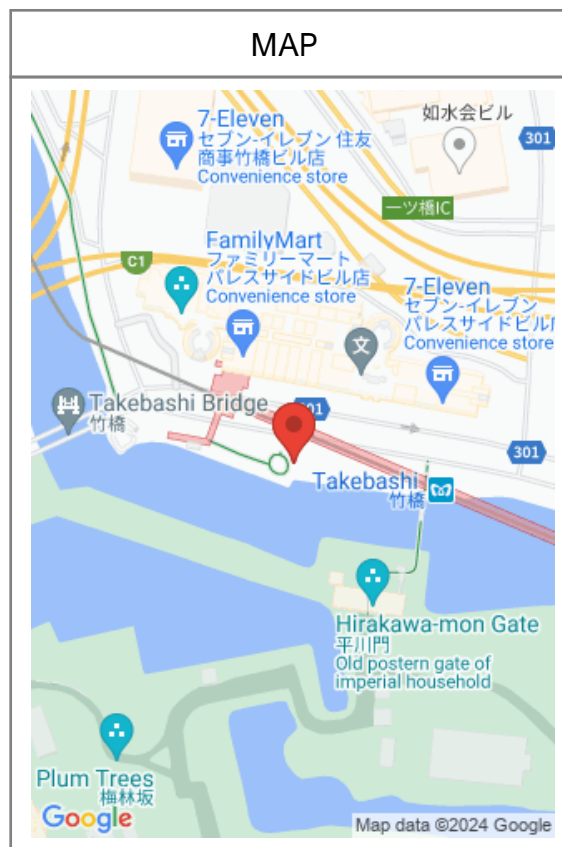 MAP
7-Eleven
セブン-イレブン 住友
商事竹橋ビル店
Convenience store
如水会ビル
301
一ツ橋IC
C1
FamilyMart
ファミリーマート
パレスサイドビル店
Convenience store
7-Eleven
セブン-イレブン
パレスサイドビル店
Convenience store
文
Takebashi Bridge
竹橋
301
301
Takebashi
竹橋
Hirakawa-mon Gate
平川門
Old postern gate of
imperial household
Plum Trees
梅林坂
Google
Map data ©2024 Google